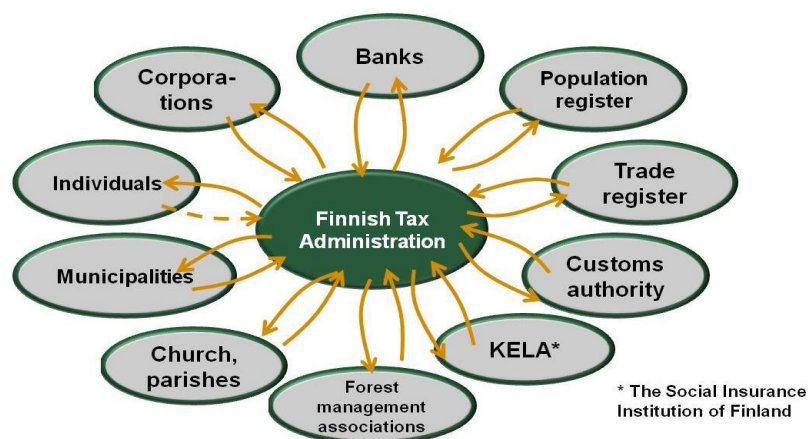 Banks
Corpora-
tions
Population
register
Individuals
Trade
register
Finnish Tax
Administration
Municipalities
Customs
authority
Church,
parishes
KELA*
Forest
management
associations
* The Social Insurance
Institution of Finland